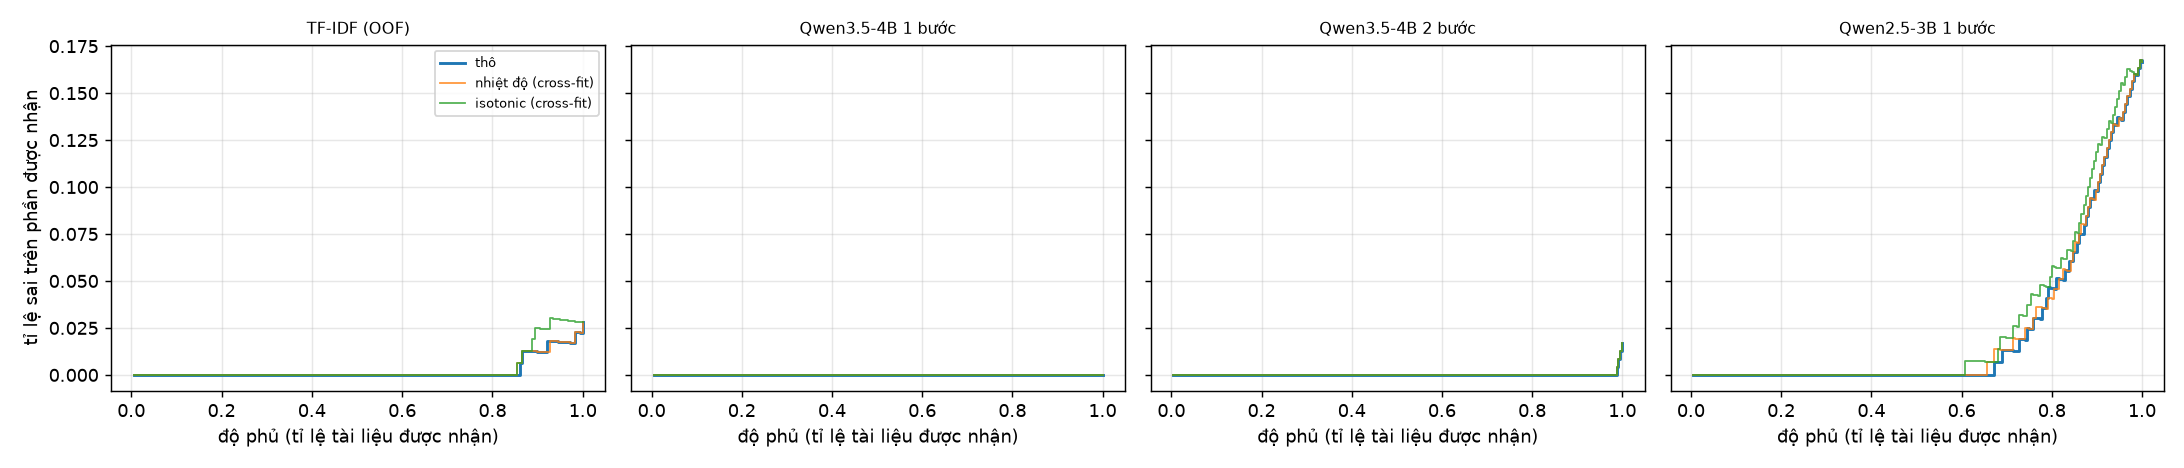 TF-IDF (OOF)
Qwen3.5-4B 1 bước
Qwen3.5-4B 2 bước
Qwen2.5-3B 1 bước
tỉ lệ sai trên phần được nhận
0.175
0.150
0.125
0.100
0.075
0.050
0.025
0.000
thô
nhiệt độ (cross-fit)
isotonic (cross-fit)
0.0 0.2 0.4 0.6 0.8 1.0
0.0 0.2 0.4 0.6 0.8 1.0
0.0 0.2 0.4 0.6 0.8 1.0
0.0 0.2 0.4 0.6 0.8 1.0
độ phủ (tỉ lệ tài liệu được nhận)
độ phủ (tỉ lệ tài liệu được nhận)
độ phủ (tỉ lệ tài liệu được nhận)
độ phủ (tỉ lệ tài liệu được nhận)